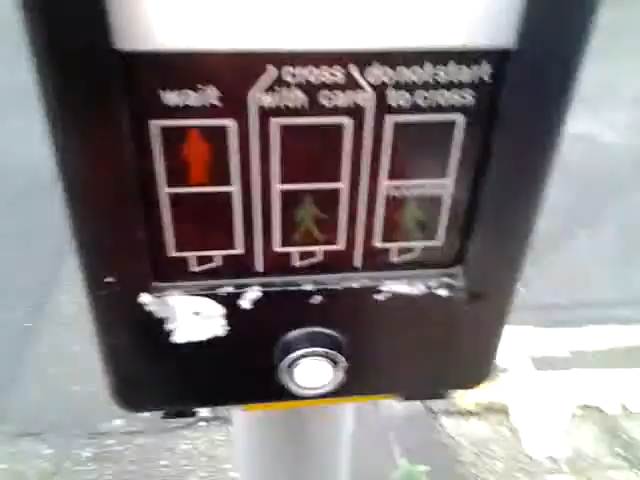 wait
cross
with care
do not start
to cross